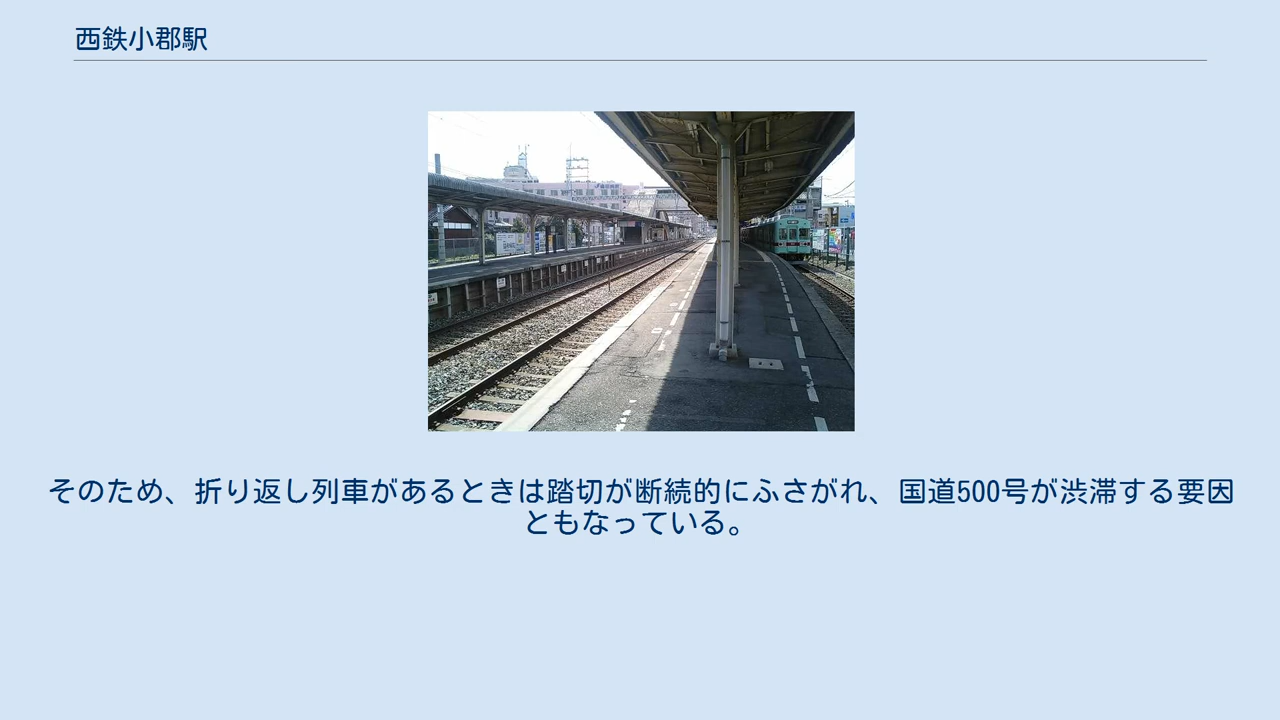 西鉄小郡駅
そのため、折り返し列車があるときは踏切が断続的にふさがれ、国道500号が渋滞する要因
ともなっている。